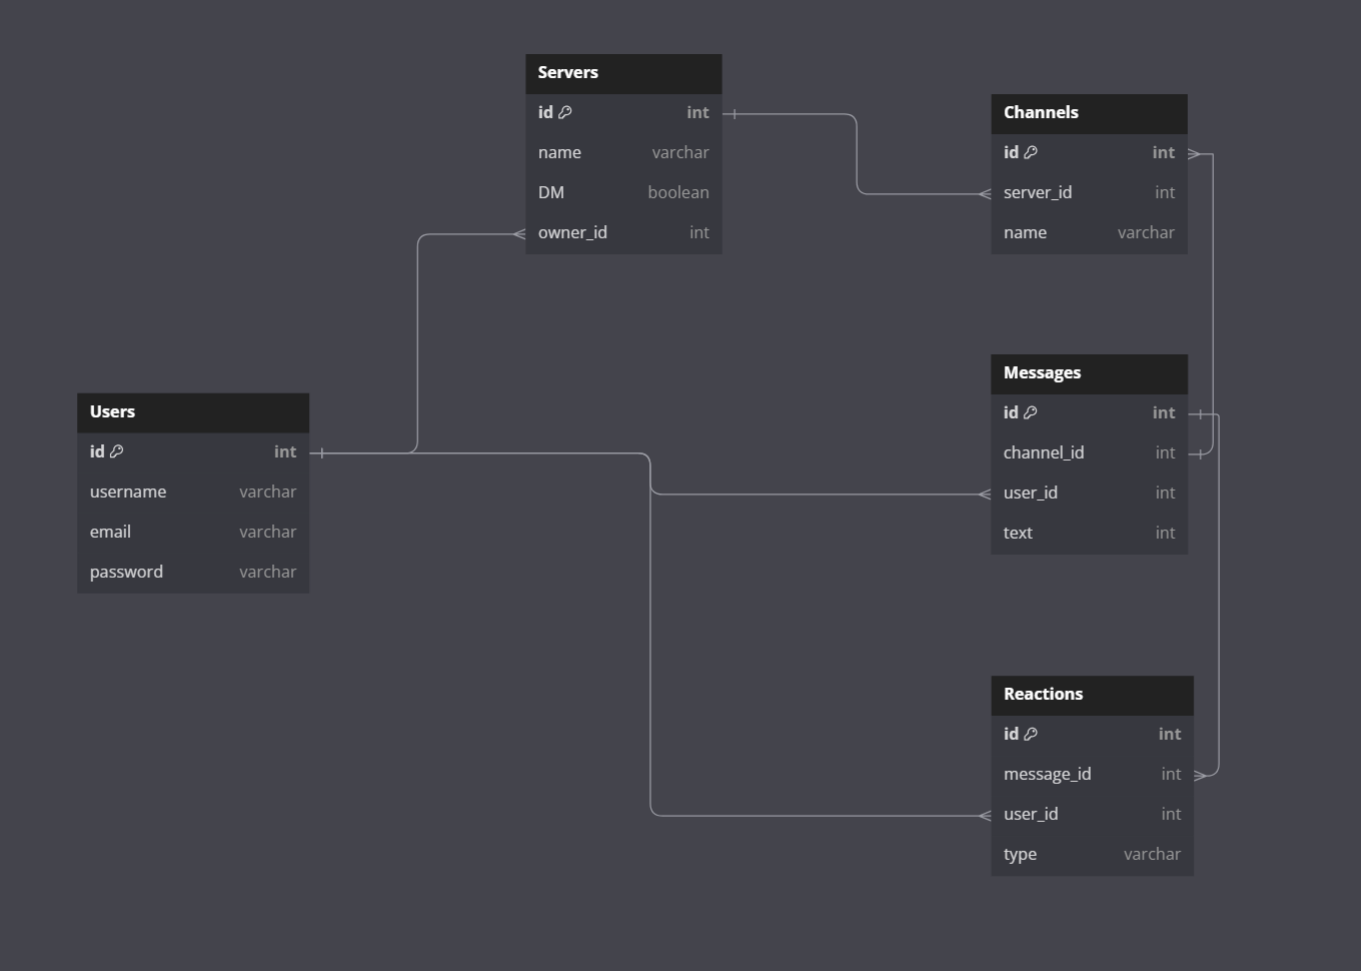 Servers
id int
name varchar
DM boolean
owner_id int
Channels
id int
server_id int
name varchar
Users
id int
username varchar
email varchar
password varchar
Messages
id int
channel_id int
user_id int
text int
Reactions
id int
message_id int
user_id int
type varchar